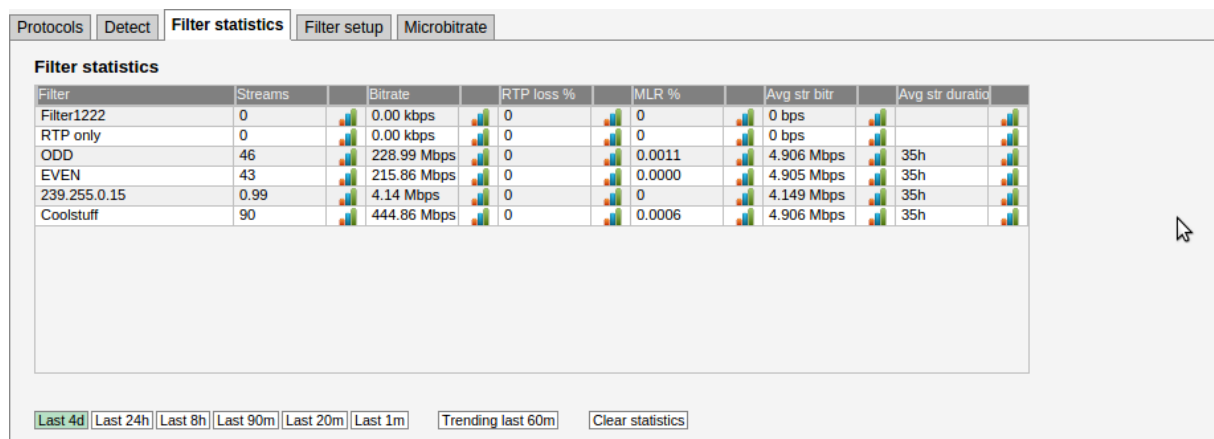 Protocols Detect Filter statistics Filter setup Microbitrate
Filter statistics
Filter Streams Bitrate RTP loss % MLR % Avg str bitr Avg str duratio
Filter1222 0 0.00 kbps 0 0 0 bps
RTP only 0 0.00 kbps 0 0 0 bps
ODD 46 228.99 Mbps 0 0.0011 4.906 Mbps 35h
EVEN 43 215.86 Mbps 0 0.0000 4.905 Mbps 35h
239.255.0.15 0.99 4.14 Mbps 0 0 4.149 Mbps 35h
Coolstuff 90 444.86 Mbps 0 0.0006 4.906 Mbps 35h
Last 4d Last 24h Last 8h Last 90m Last 20m Last 1m Trending last 60m Clear statistics